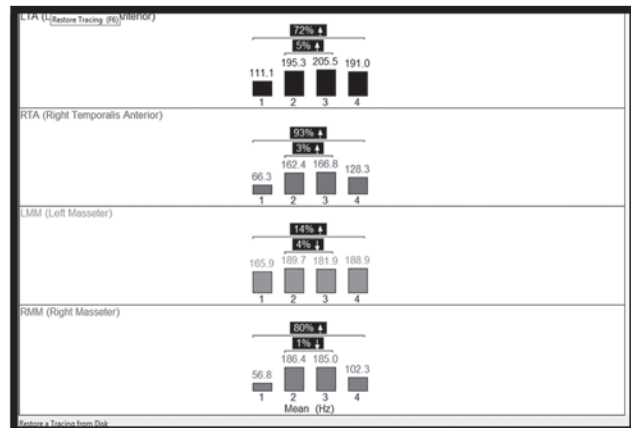 LTA (L Restore Tracing (F6) nterior)
72%
5%
111.1 195.3 205.5 191.0
1 2 3 4
RTA (Right Temporalis Anterior)
93%
3%
66.3 162.4 166.8 128.3
1 2 3 4
LMM (Left Masseter)
14%
4%
165.9 189.7 181.9 188.9
1 2 3 4
RMM (Right Masseter)
80%
1%
56.8 186.4 185.0 102.3
1 2 3 4
Mean (Hz)
Restore a Tracing from Disk